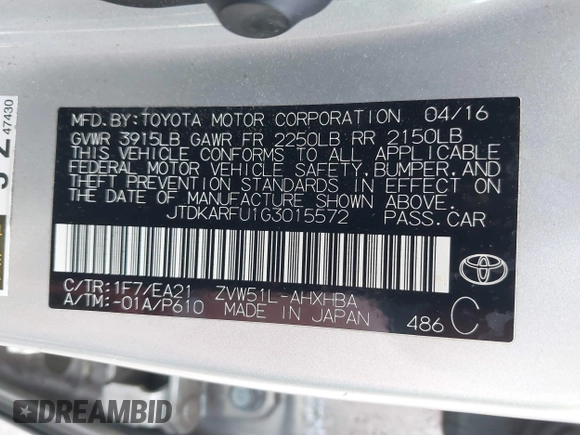 MFD. BY: TOYOTA MOTOR CORPORATION 04/16
GVWR 3915LB GAWR FR 2250LB RR 2150LB
THIS VEHICLE CONFORMS TO ALL APPLICABLE
FEDERAL MOTOR VEHICLE SAFETY, BUMPER, AND
THEFT PREVENTION STANDARDS IN EFFECT ON
THE DATE OF MANUFACTURE SHOWN ABOVE.
JTDKARFU1G3015572 PASS. CAR
C/TR: 1F7/EA21 ZVW51L-AHXHBA
A/TM: -01A/P610 MADE IN JAPAN
486 C
47430
DREAMBID